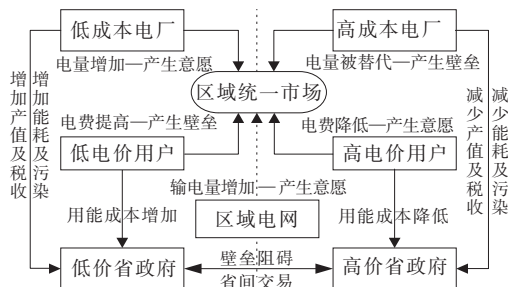 低成本电厂
高成本电厂
电量增加—产生意愿
电量被替代—产生壁垒
区域统一市场
增加产值及税收
增加能耗及污染
减少产值及税收
减少能耗及污染
电费提高—产生壁垒
电费降低—产生意愿
低电价用户
高电价用户
输电量增加—产生意愿
用能成本增加
区域电网
用能成本降低
低价省政府
壁垒阻碍
省间交易
高价省政府